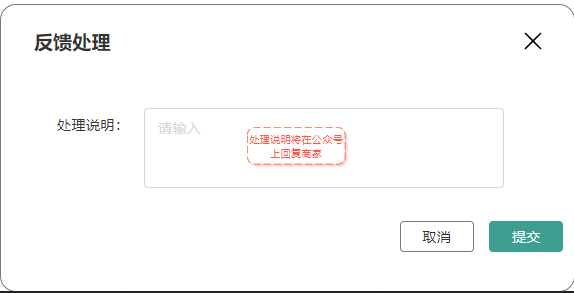 反馈处理
处理说明：
请输入
处理说明将在公众号
上回复商家
取消
提交